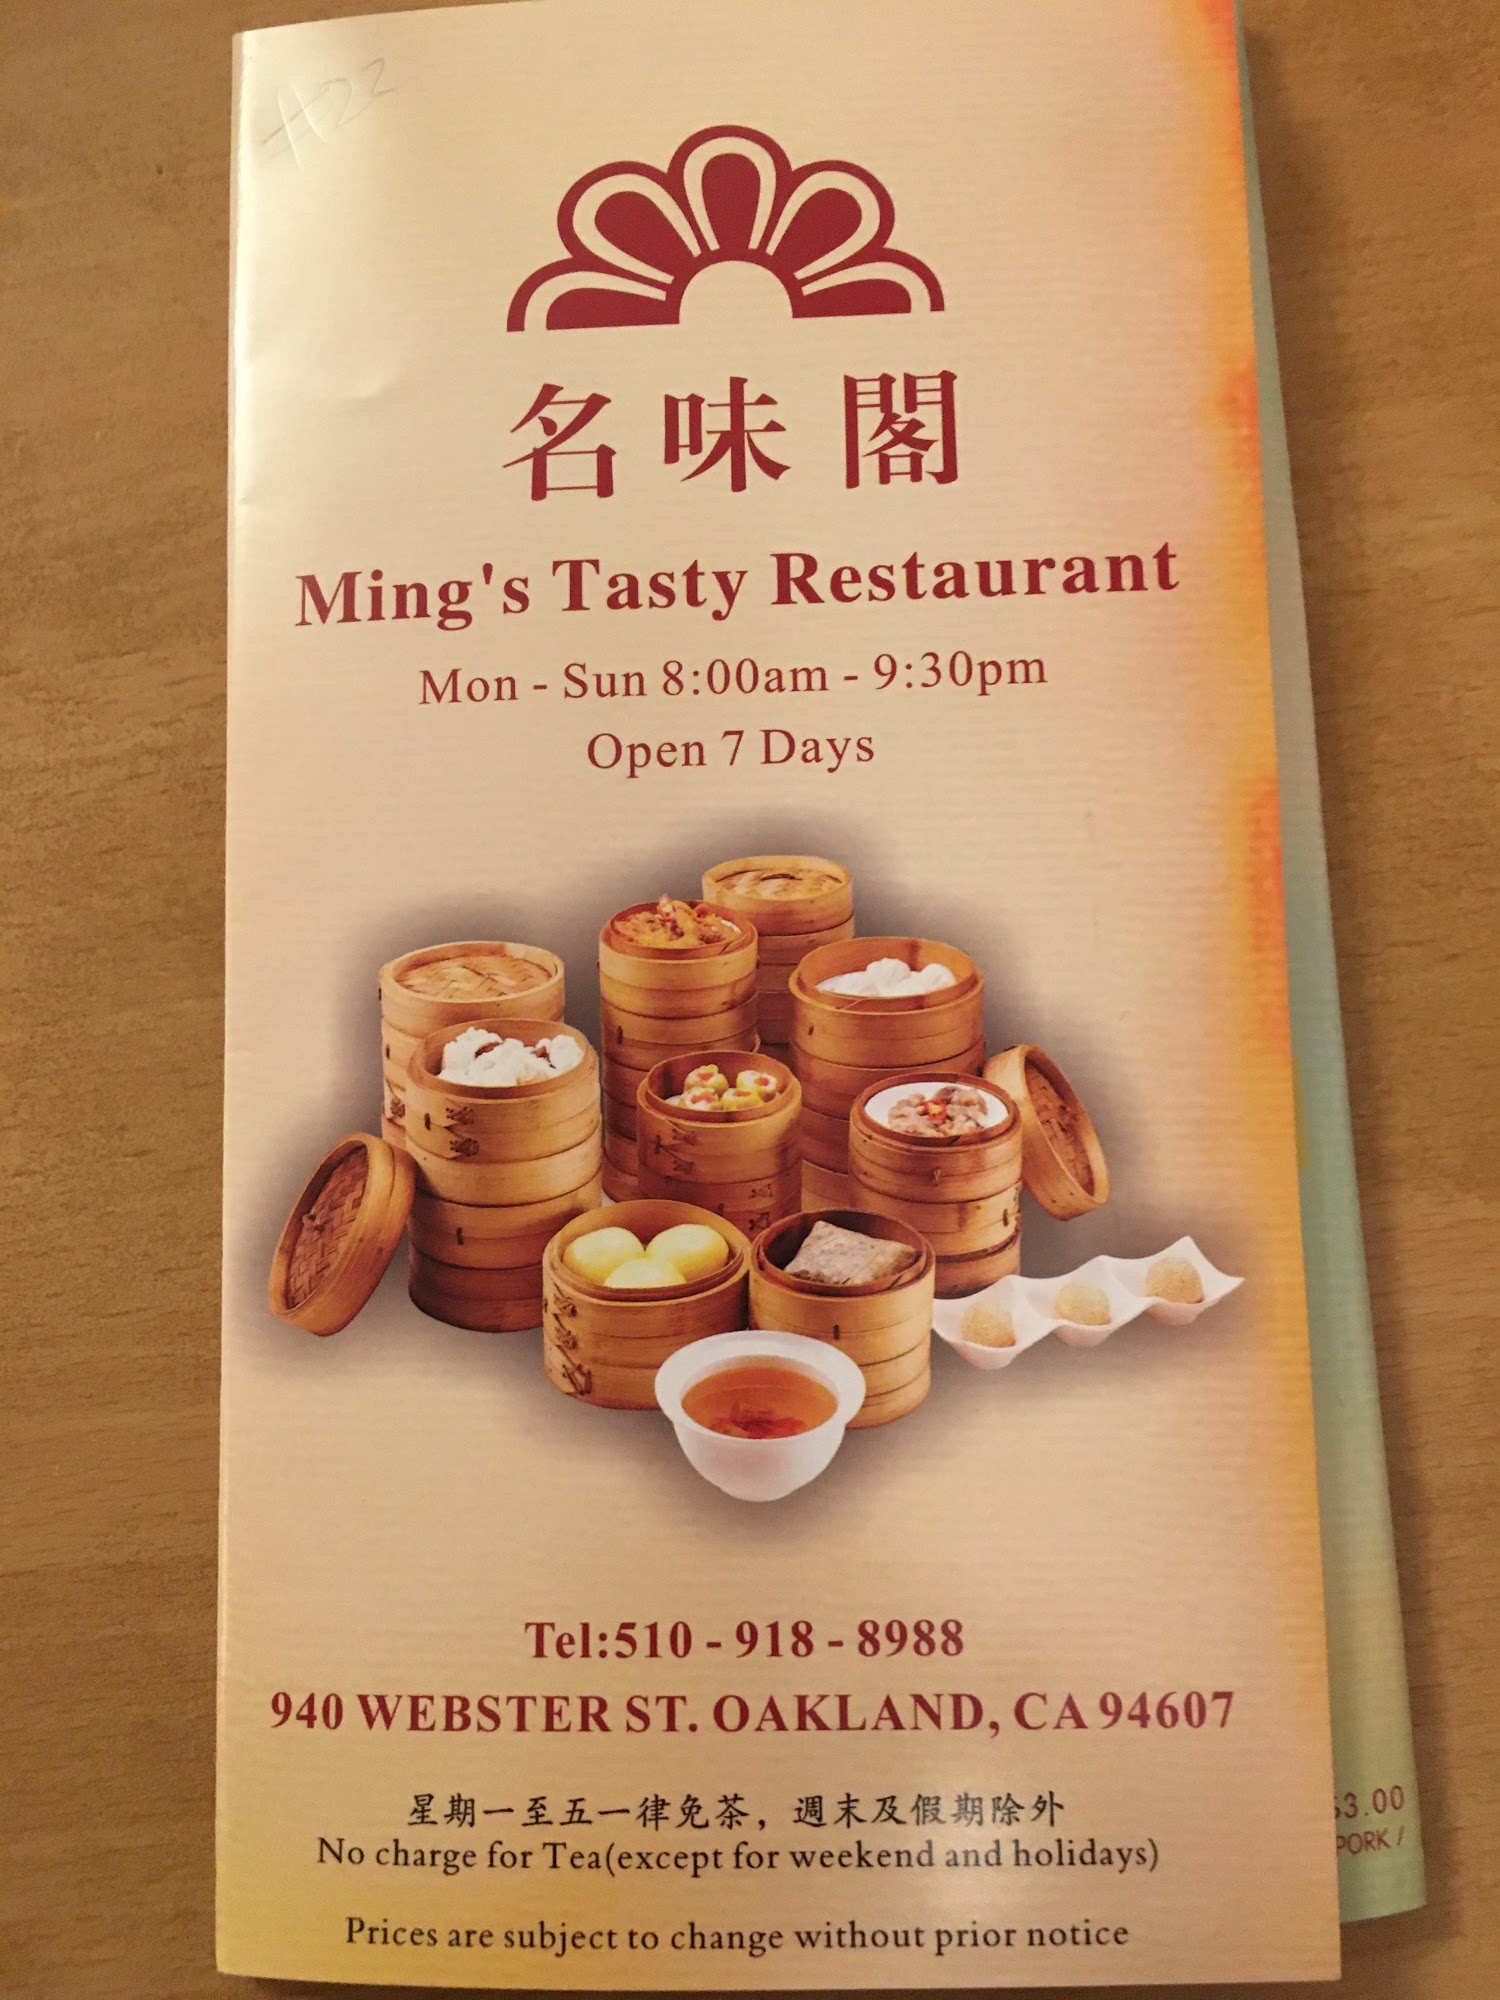 #22
名味閣
Ming's Tasty Restaurant
Mon - Sun 8:00am - 9:30pm
Open 7 Days
Tel:510 - 918 - 8988
940 WEBSTER ST. OAKLAND, CA 94607
星期一至五一律免茶，週末及假期除外
No charge for Tea(except for weekend and holidays)
Prices are subject to change without prior notice
$3.00
PORK /